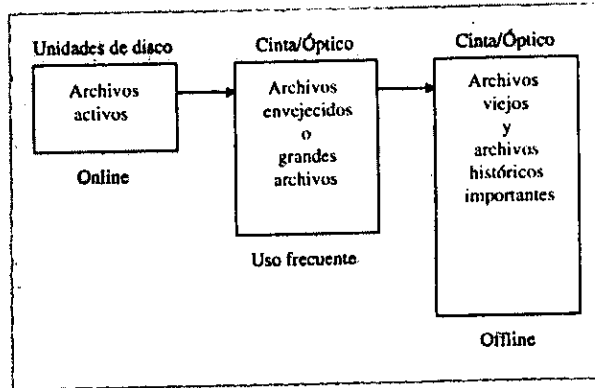 Unidades de disco
Archivos
activos
Online
Cinta/Óptico
Archivos
envejecidos
o
grandes
archivos
Uso frecuente
Cinta/Óptico
Archivos
viejos
y
archivos
históricos
importantes
Offline